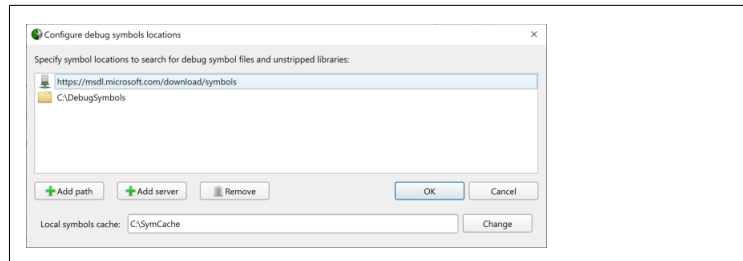 Configure debug symbols locations
Specify symbol locations to search for debug symbol files and unstripped libraries:
https://msdl.microsoft.com/download/symbols
C:\DebugSymbols
Add path Add server Remove OK Cancel
Local symbols cache: C:\SymCache Change